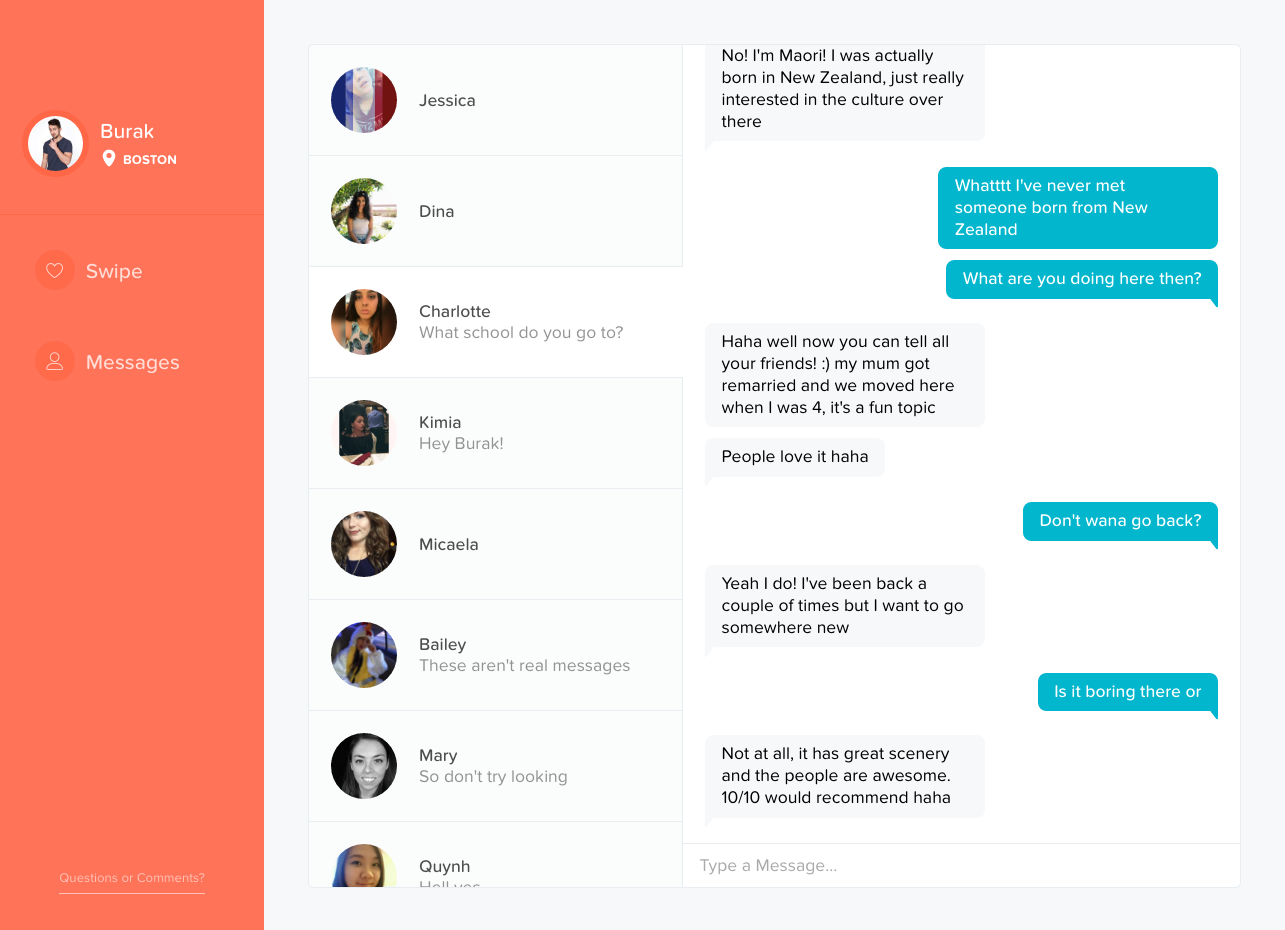 Burak
BOSTON
Swipe
Messages
Questions or Comments?
Jessica
Dina
Charlotte
What school do you go to?
Kimia
Hey Burak!
Micaela
Bailey
These aren't real messages
Mary
So don't try looking
Quynh
Hell yes
No! I'm Maori! I was actually
born in New Zealand, just really
interested in the culture over
there
Whatttt I've never met
someone born from New
Zealand
What are you doing here then?
Haha well now you can tell all
your friends! :) my mum got
remarried and we moved here
when I was 4, it's a fun topic
People love it haha
Don't wana go back?
Yeah I do! I've been back a
couple of times but I want to go
somewhere new
Is it boring there or
Not at all, it has great scenery
and the people are awesome.
10/10 would recommend haha
Type a Message...